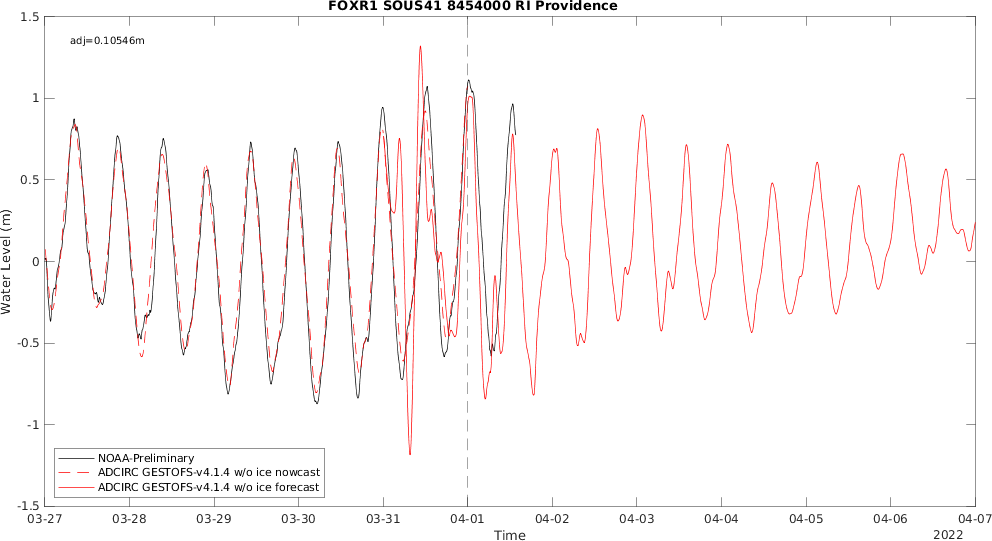 FOXR1 SOUS41 8454000 RI Providence
adj=0.10546m
1.5
1
0.5
0
-0.5
-1
-1.5
Water Level (m)
NOAA-Preliminary
ADCIRC GESTOFS-v4.1.4 w/o ice nowcast
ADCIRC GESTOFS-v4.1.4 w/o ice forecast
03-27 03-28 03-29 03-30 03-31 04-01 04-02 04-03 04-04 04-05 04-06 04-07
Time
2022